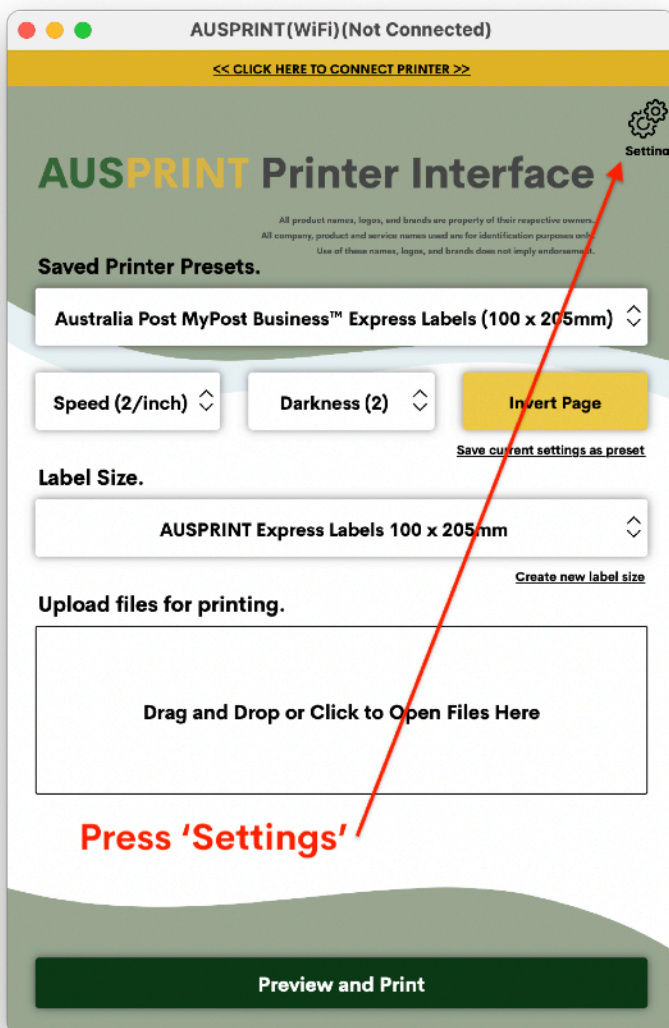 AUSPRINT(WiFi)(Not Connected)
<< CLICK HERE TO CONNECT PRINTER >>
Setting
AUSPRINT Printer Interface
All product names, logos, and brands are property of their respective owners.
All company, product and service names used are for identification purposes only.
Use of these names, logos, and brands does not imply endorsement.
Saved Printer Presets.
Australia Post MyPost Business™ Express Labels (100 x 205mm)
Speed (2/inch)
Darkness (2)
Invert Page
Save current settings as preset
Label Size.
AUSPRINT Express Labels 100 x 205mm
Create new label size
Upload files for printing.
Drag and Drop or Click to Open Files Here
Press ‘Settings’
Preview and Print